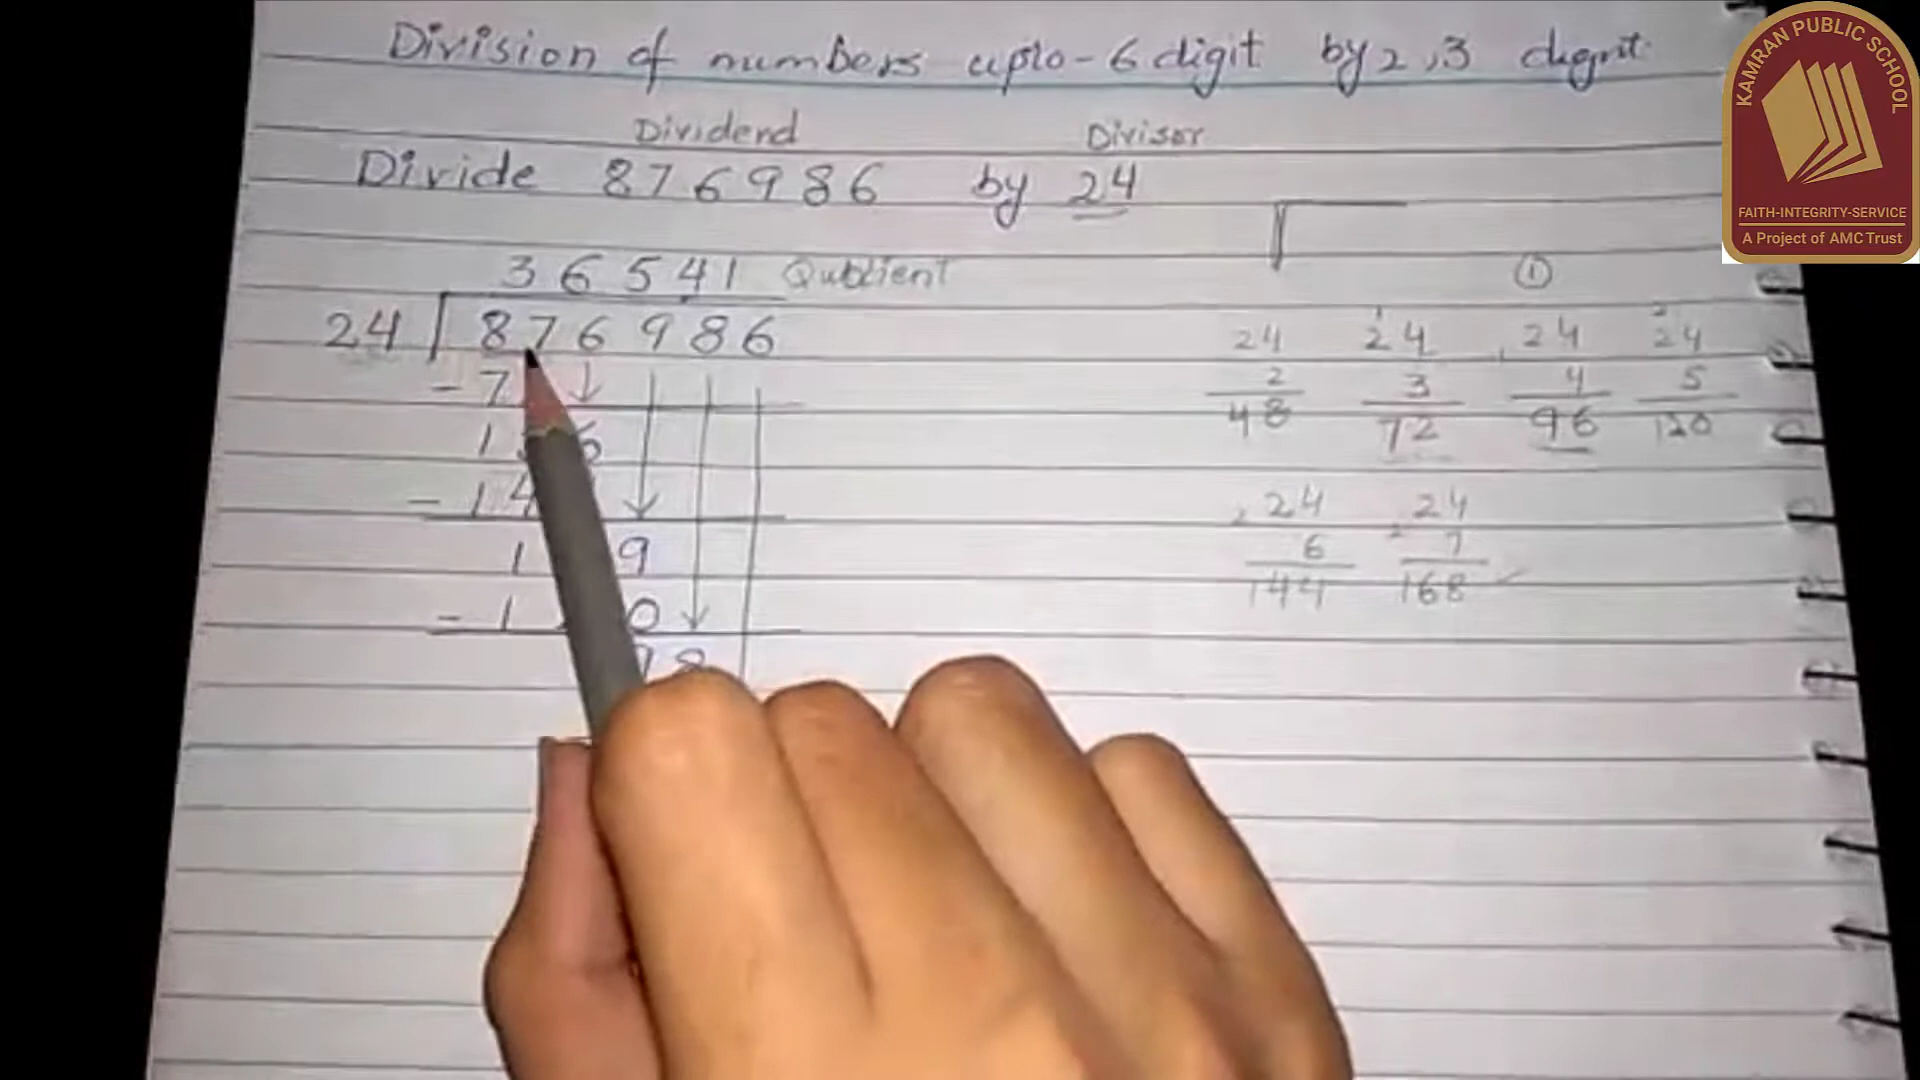 Division of numbers upto-6 digit by 2,3 digit
Dividend Divisor
Divide 876986 by 24
36541 Quotient
24 876986
- 7
1 6
- 14
1 9
- 1 0
98
①
24 24 24 24
2 3 4 5
48 72 96 120
24 24
6 7
144 168
KAMRAN PUBLIC SCHOOL
FAITH-INTEGRITY-SERVICE
A Project of AMC Trust